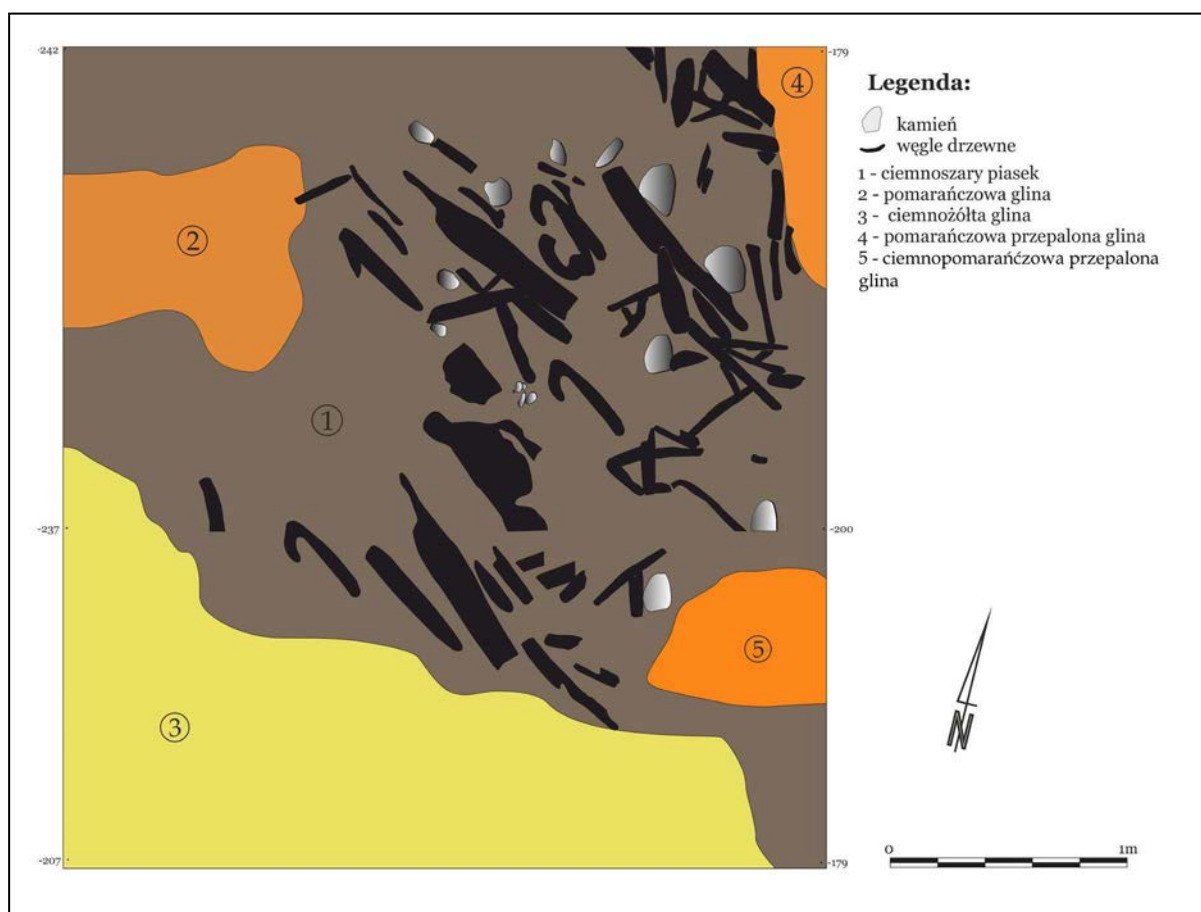 -242
-179
4
Legenda:
kamień
węgle drzewne
1 - ciemnoszary piasek
2 - pomarańczowa glina
3 - ciemnożółta glina
4 - pomarańczowa przepalona glina
5 - ciemnopomarańćzowa przepalona
glina
2
1
-237
-200
5
3
N
-207
-179
0 1m